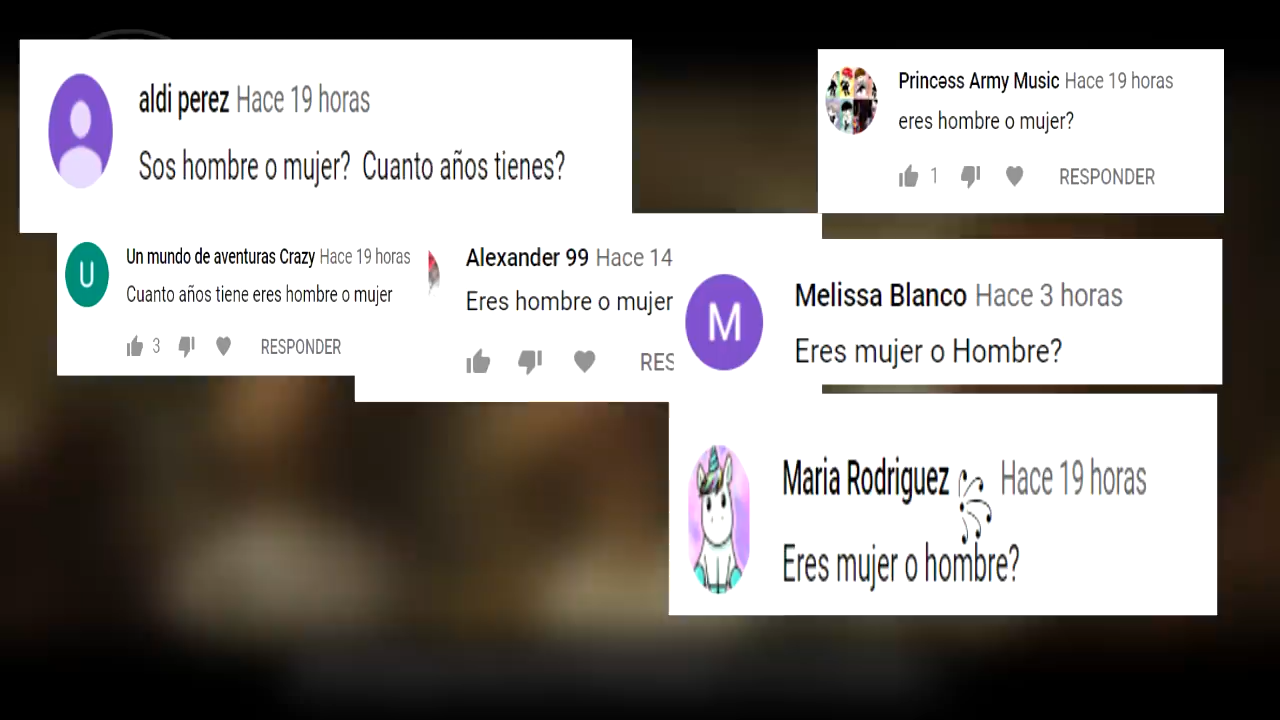 aldi perez Hace 19 horas
Sos hombre o mujer? Cuanto años tienes?
Princəss Army Music Hace 19 horas
eres hombre o mujer?
1 RESPONDER
Un mundo de aventuras Crazy Hace 19 horas
Cuanto años tiene eres hombre o mujer
3 RESPONDER
Alexander 99 Hace 14
Eres hombre o mujer
RES
M
Melissa Blanco Hace 3 horas
Eres mujer o Hombre?
Maria Rodriguez Hace 19 horas
Eres mujer o hombre?
U